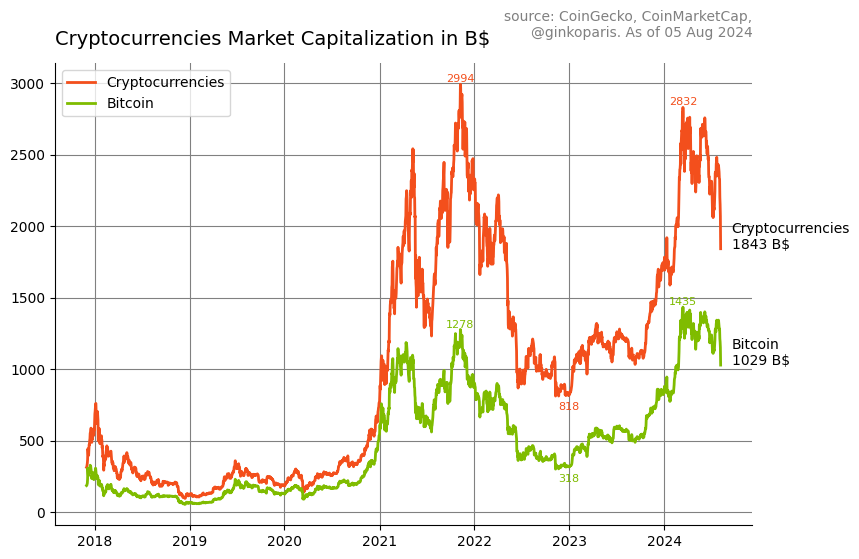 source: CoinGecko, CoinMarketCap,
@ginkoparis. As of 05 Aug 2024
Cryptocurrencies Market Capitalization in B$
Cryptocurrencies
Bitcoin
3000
2500
2000
1500
1000
500
0
2994
2832
1278
1435
818
318
Cryptocurrencies
1843 B$
Bitcoin
1029 B$
2018 2019 2020 2021 2022 2023 2024